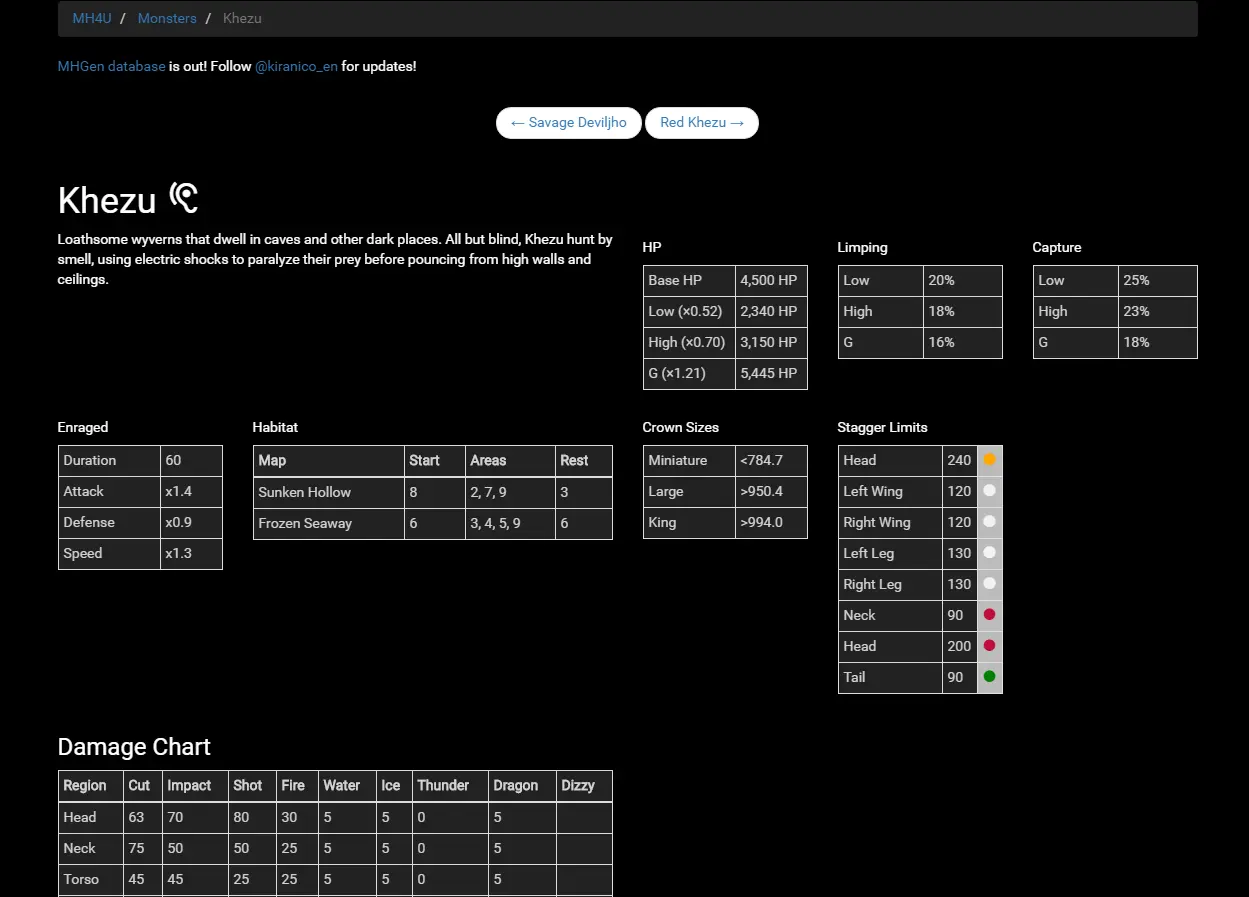 MH4U / Monsters / Khezu
MHGen database is out! Follow @kiranico_en for updates!
← Savage Deviljho Red Khezu →
Khezu
Loathsome wyverns that dwell in caves and other dark places. All but blind, Khezu hunt by
smell, using electric shocks to paralyze their prey before pouncing from high walls and
ceilings.
HP
Base HP 4,500 HP
Low (×0.52) 2,340 HP
High (×0.70) 3,150 HP
G (×1.21) 5,445 HP
Limping
Low 20%
High 18%
G 16%
Capture
Low 25%
High 23%
G 18%
Enraged
Duration 60
Attack x1.4
Defense x0.9
Speed x1.3
Habitat
Map Start Areas Rest
Sunken Hollow 8 2, 7, 9 3
Frozen Seaway 6 3, 4, 5, 9 6
Crown Sizes
Miniature <784.7
Large >950.4
King >994.0
Stagger Limits
Head 240
Left Wing 120
Right Wing 120
Left Leg 130
Right Leg 130
Neck 90
Head 200
Tail 90
Damage Chart
Region Cut Impact Shot Fire Water Ice Thunder Dragon Dizzy
Head 63 70 80 30 5 5 0 5
Neck 75 50 50 25 5 5 0 5
Torso 45 45 25 25 5 5 0 5